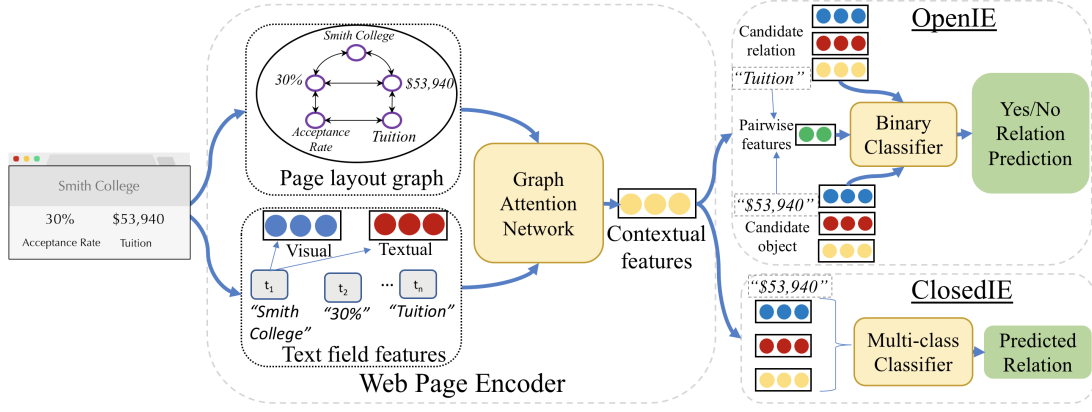 Smith College
30%
$53,940
Acceptance Rate
Tuition
Smith College
30%
$53,940
Acceptance
Rate
Tuition
Page layout graph
Visual
Textual
t1
t2
...
tn
"Smith
College"
"30%"
"Tuition"
Text field features
Web Page Encoder
Graph
Attention
Network
Contextual
features
OpenIE
Candidate
relation
"Tuition"
Pairwise
features
"$53,940"
Candidate
object
Binary
Classifier
Yes/No
Relation
Prediction
ClosedIE
"$53,940"
Multi-class
Classifier
Predicted
Relation